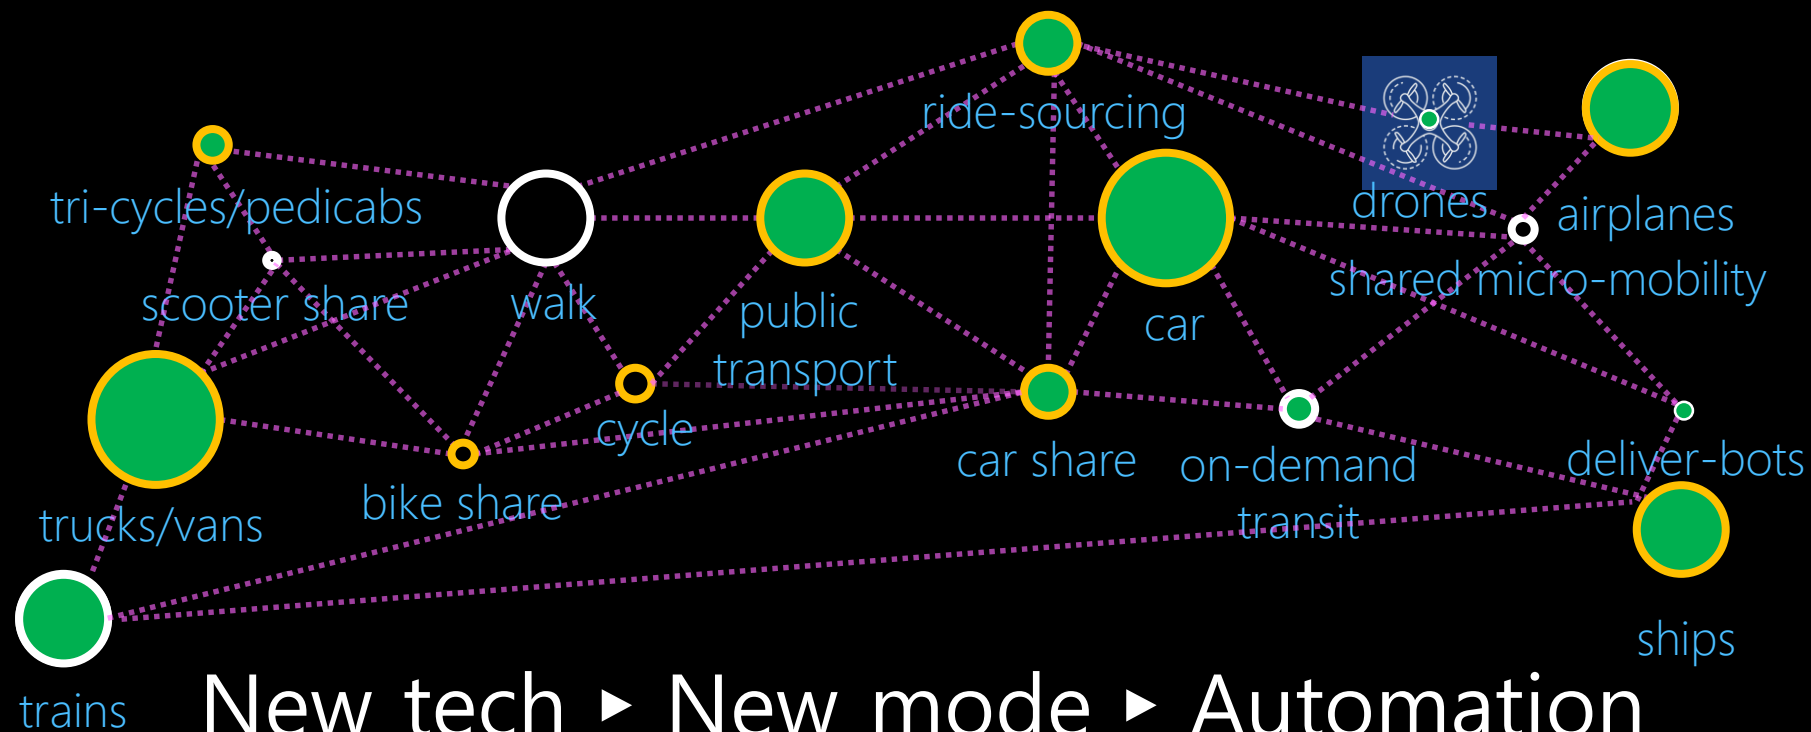 ride-sourcing
drones
airplanes
tri-cycles/pedicabs
scooter share
walk
public
transport
car
shared micro-mobility
cycle
car share
on-demand
transit
deliver-bots
bike share
trucks/vans
ships
trains
New tech ▸ New mode ▸ Automation